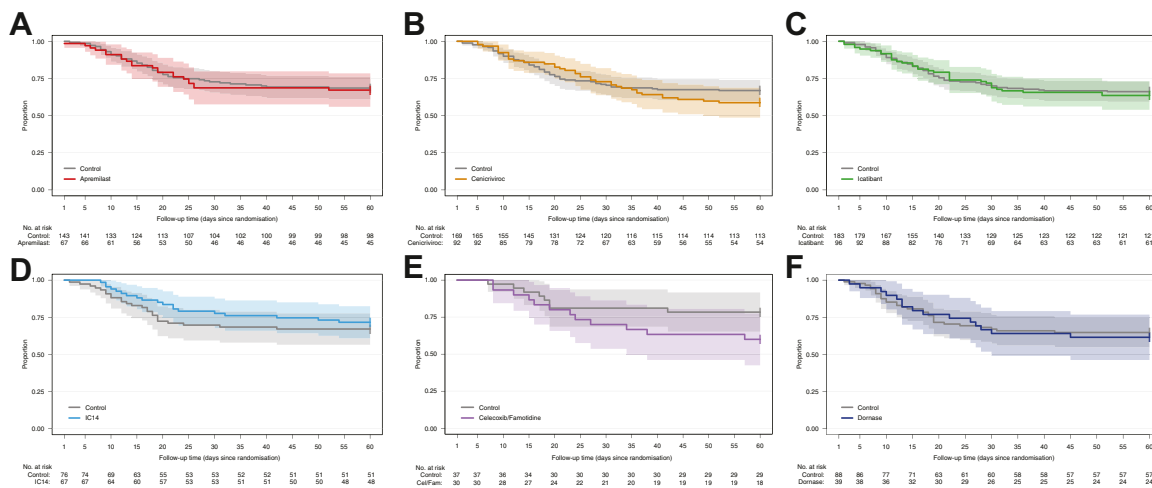 A
1.00
0.75
0.50
0.25
0.00
Proportion
Control
Apremilast
1 5 10 15 20 25 30 35 40 45 50 55 60
Follow-up time (days since randomisation)
No. at risk
Control: 143 141 133 124 113 107 104 102 100 99 99 98 98
Apremilast: 67 66 61 56 53 50 46 46 46 46 46 45 45
B
1.00
0.75
0.50
0.25
0.00
Proportion
Control
Cenicriviroc
1 5 10 15 20 25 30 35 40 45 50 55 60
Follow-up time (days since randomisation)
No. at risk
Control: 169 165 155 145 131 124 120 116 115 114 114 113 113
Cenicriviroc: 92 92 85 79 78 72 67 63 59 56 55 54 54
C
1.00
0.75
0.50
0.25
0.00
Proportion
Control
Icatibant
1 5 10 15 20 25 30 35 40 45 50 55 60
Follow-up time (days since randomisation)
No. at risk
Control: 183 179 167 155 140 133 125 123 122 122 121 121 12
Icatibant: 96 92 88 82 76 71 69 64 63 63 63 61 61
D
1.00
0.75
0.50
0.25
0.00
Proportion
Control
IC14
1 5 10 15 20 25 30 35 40 45 50 55 60
Follow-up time (days since randomisation)
No. at risk
Control: 76 74 69 63 55 53 53 52 52 51 51 51 51
IC14: 67 67 64 60 57 53 53 51 51 50 50 48 48
E
1.00
0.75
0.50
0.25
0.00
Proportion
Control
Celecoxib/Famotidine
1 5 10 15 20 25 30 35 40 45 50 55 60
Follow-up time (days since randomisation)
No. at risk
Control: 37 37 36 34 30 30 30 30 30 29 29 29 29
Cel/Fam: 30 30 28 27 24 22 21 20 19 19 19 19 18
F
1.00
0.75
0.50
0.25
0.00
Proportion
Control
Dornase
1 5 10 15 20 25 30 35 40 45 50 55 60
Follow-up time (days since randomisation)
No. at risk
Control: 88 86 77 71 63 61 60 58 58 57 57 57 57
Dornase: 39 38 36 32 30 29 26 25 25 24 24 24 24